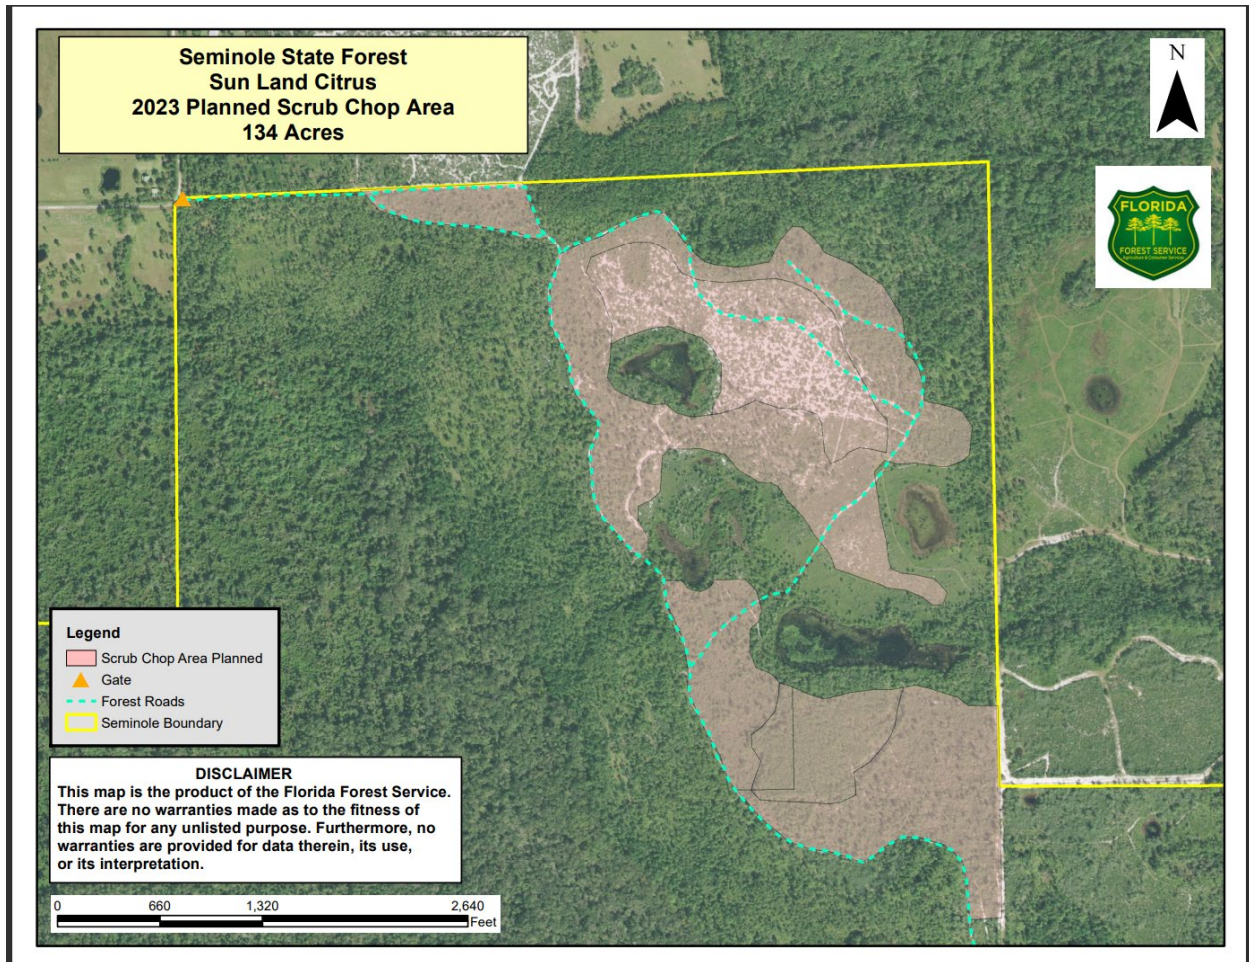 Seminole State Forest
Sun Land Citrus
2023 Planned Scrub Chop Area
134 Acres
N
FLORIDA
FOREST SERVICE
Agriculture & Consumer Services
Legend
Scrub Chop Area Planned
Gate
Forest Roads
Seminole Boundary
DISCLAIMER
This map is the product of the Florida Forest Service.
There are no warranties made as to the fitness of
this map for any unlisted purpose. Furthermore, no
warranties are provided for data therein, its use,
or its interpretation.
0 660 1,320 2,640
Feet